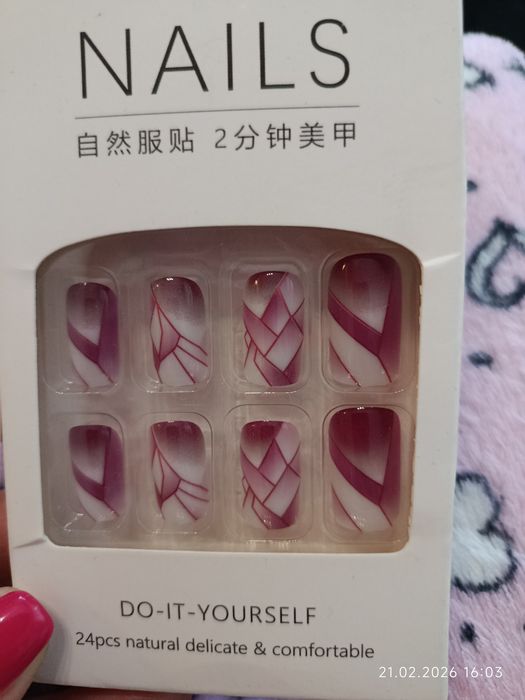 NAILS
自然服贴 2分钟美甲
DO-IT-YOURSELF
24pcs natural delicate & comfortable
21.02.2026 16:03